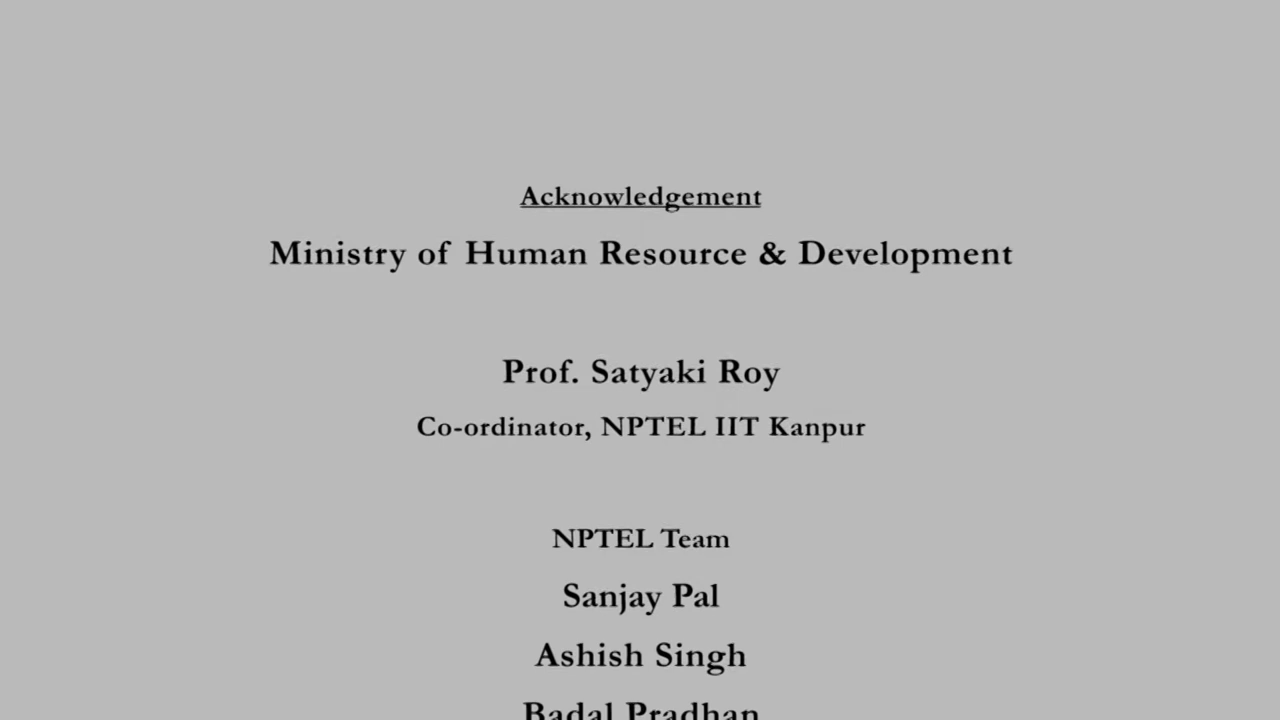 Acknowledgement
Ministry of Human Resource & Development
Prof. Satyaki Roy
Co-ordinator, NPTEL IIT Kanpur
NPTEL Team
Sanjay Pal
Ashish Singh
Badal Pradhan